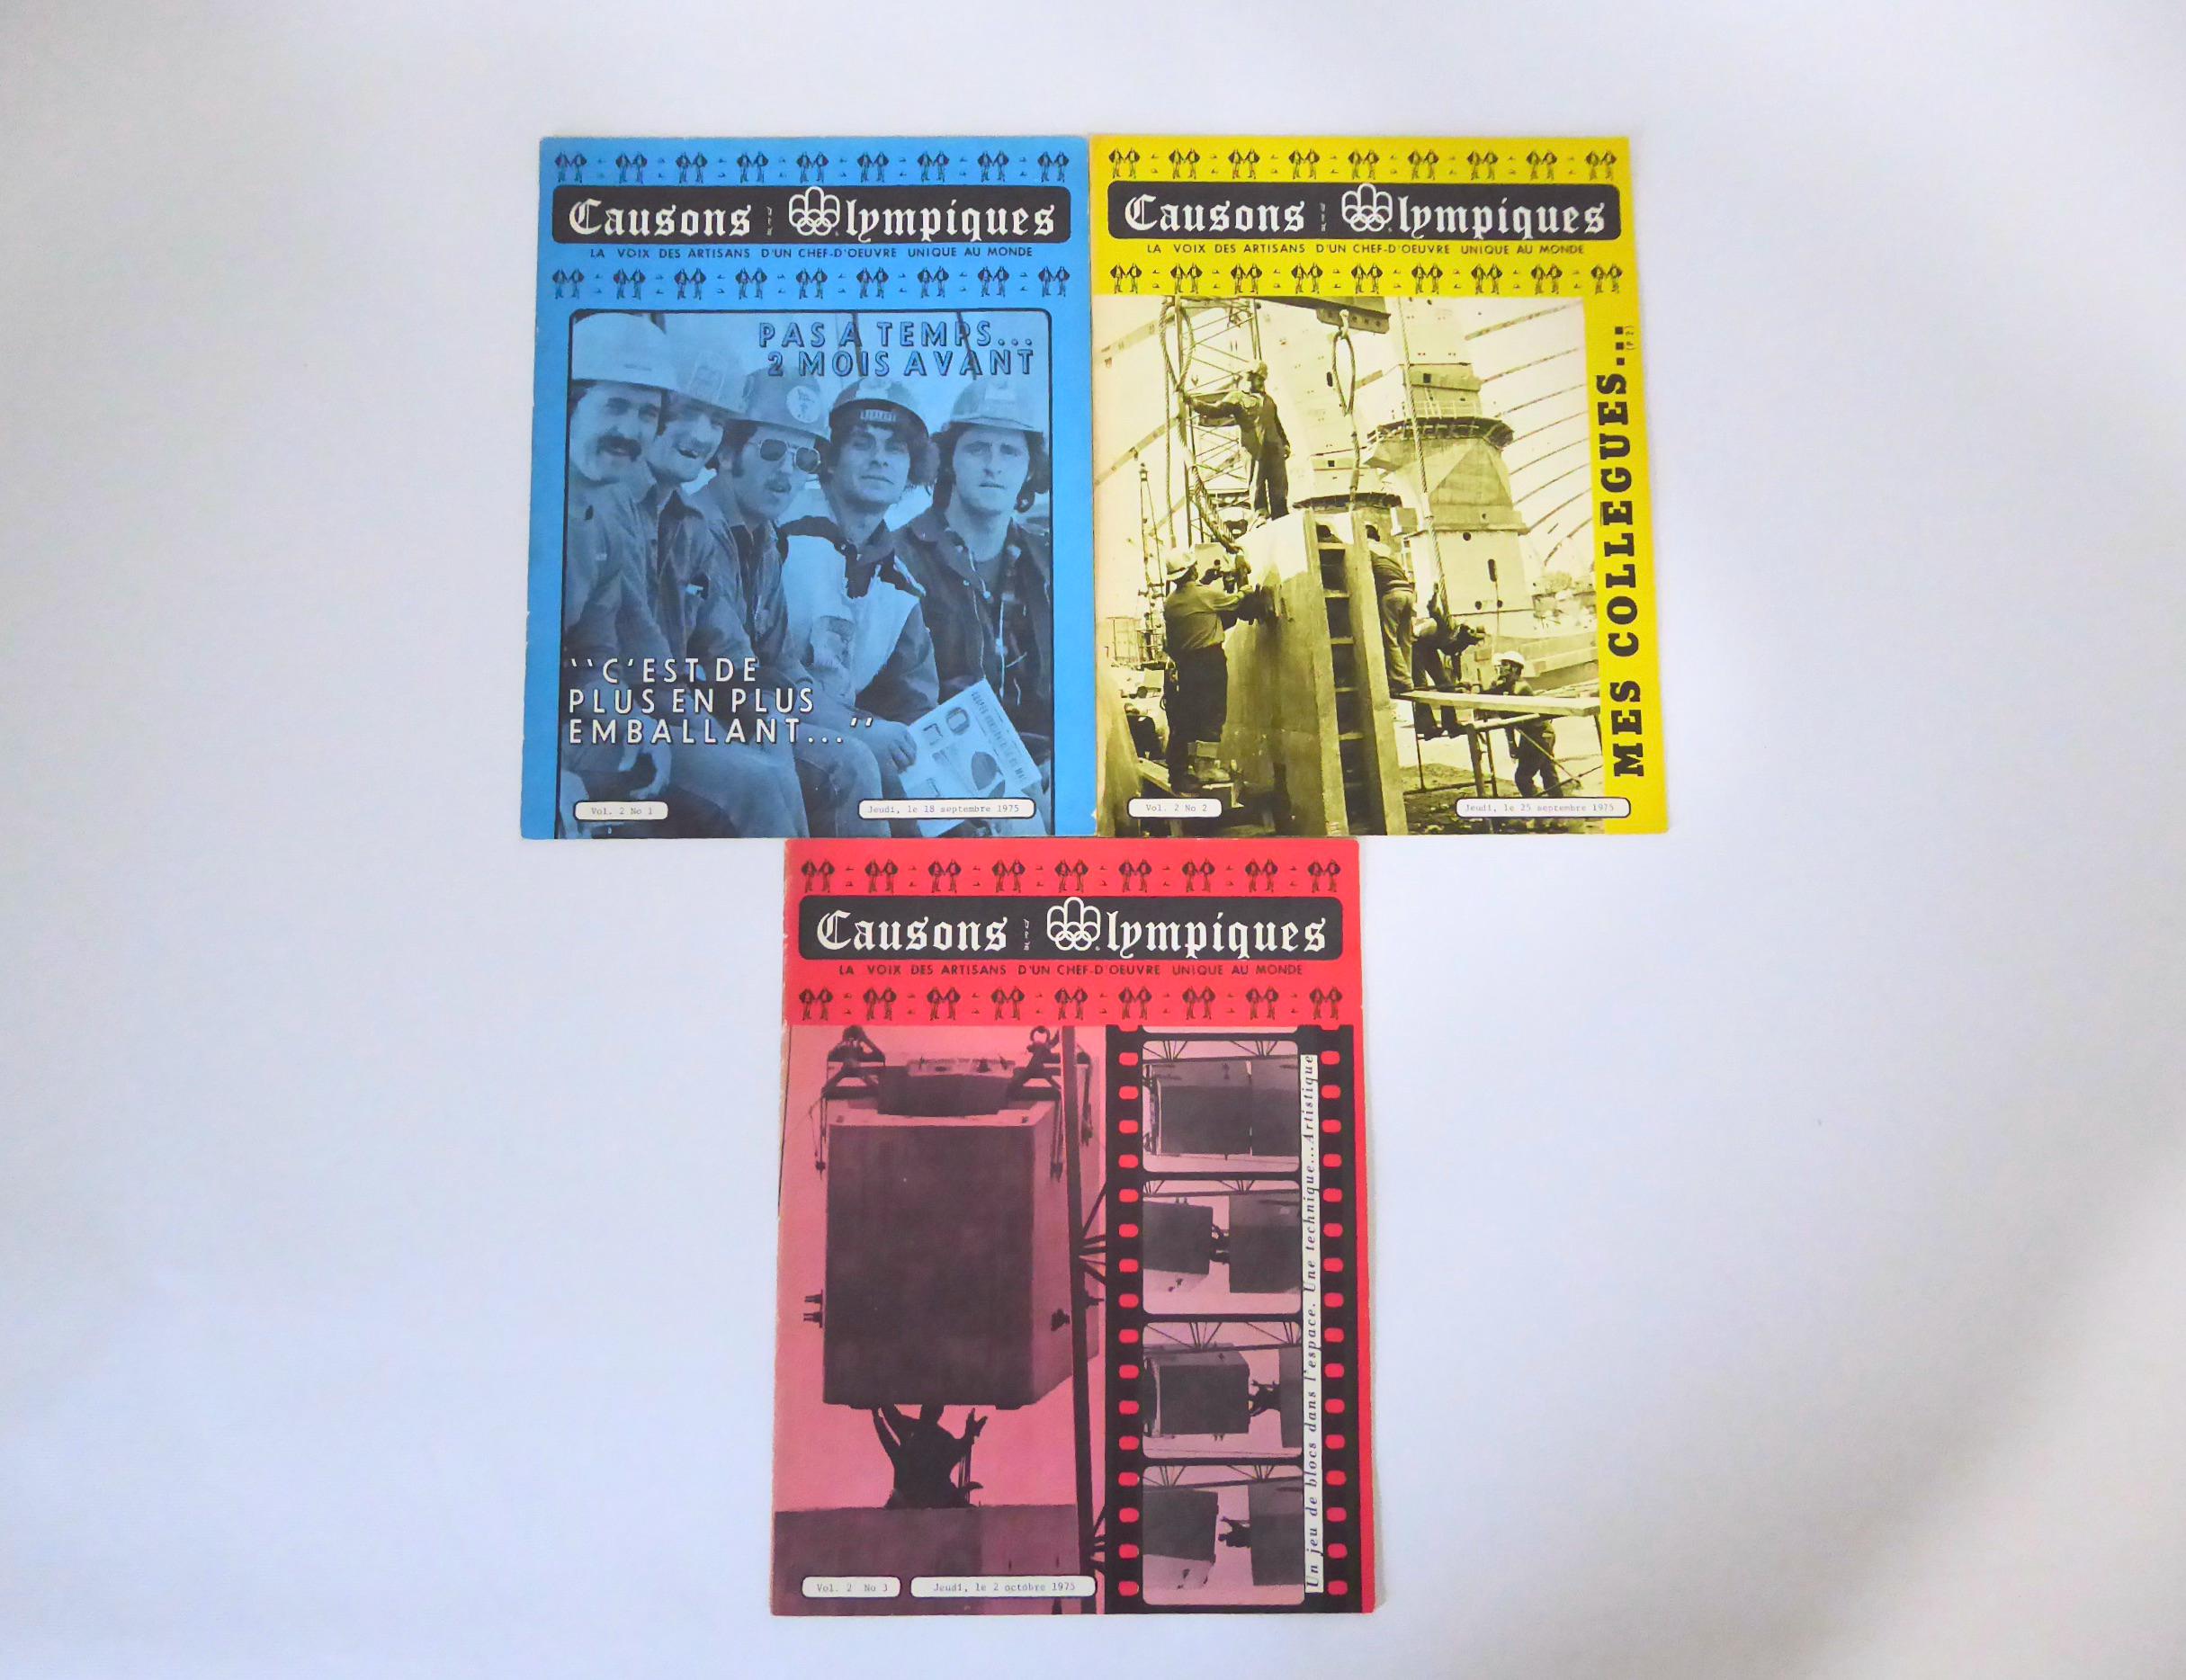 Causons des Olympiques
LA VOIX DES ARTISANS D'UN CHEF-D'OEUVRE UNIQUE AU MONDE
PAS A TEMPS...
2 MOIS AVANT
"C'EST DE
PLUS EN PLUS
EMBALLANT..."
Vol. 2 No 1
Jeudi, le 18 septembre 1975
Causons des Olympiques
LA VOIX DES ARTISANS D'UN CHEF-D'OEUVRE UNIQUE AU MONDE
MES COLLEGUES...
Vol. 2 No 2
Jeudi, le 25 septembre 1975
Causons des Olympiques
LA VOIX DES ARTISANS D'UN CHEF-D'OEUVRE UNIQUE AU MONDE
Un jeu de blocs dans l'espace. Une technique...Artistique
Vol. 2 No 3
Jeudi, le 2 octobre 1975